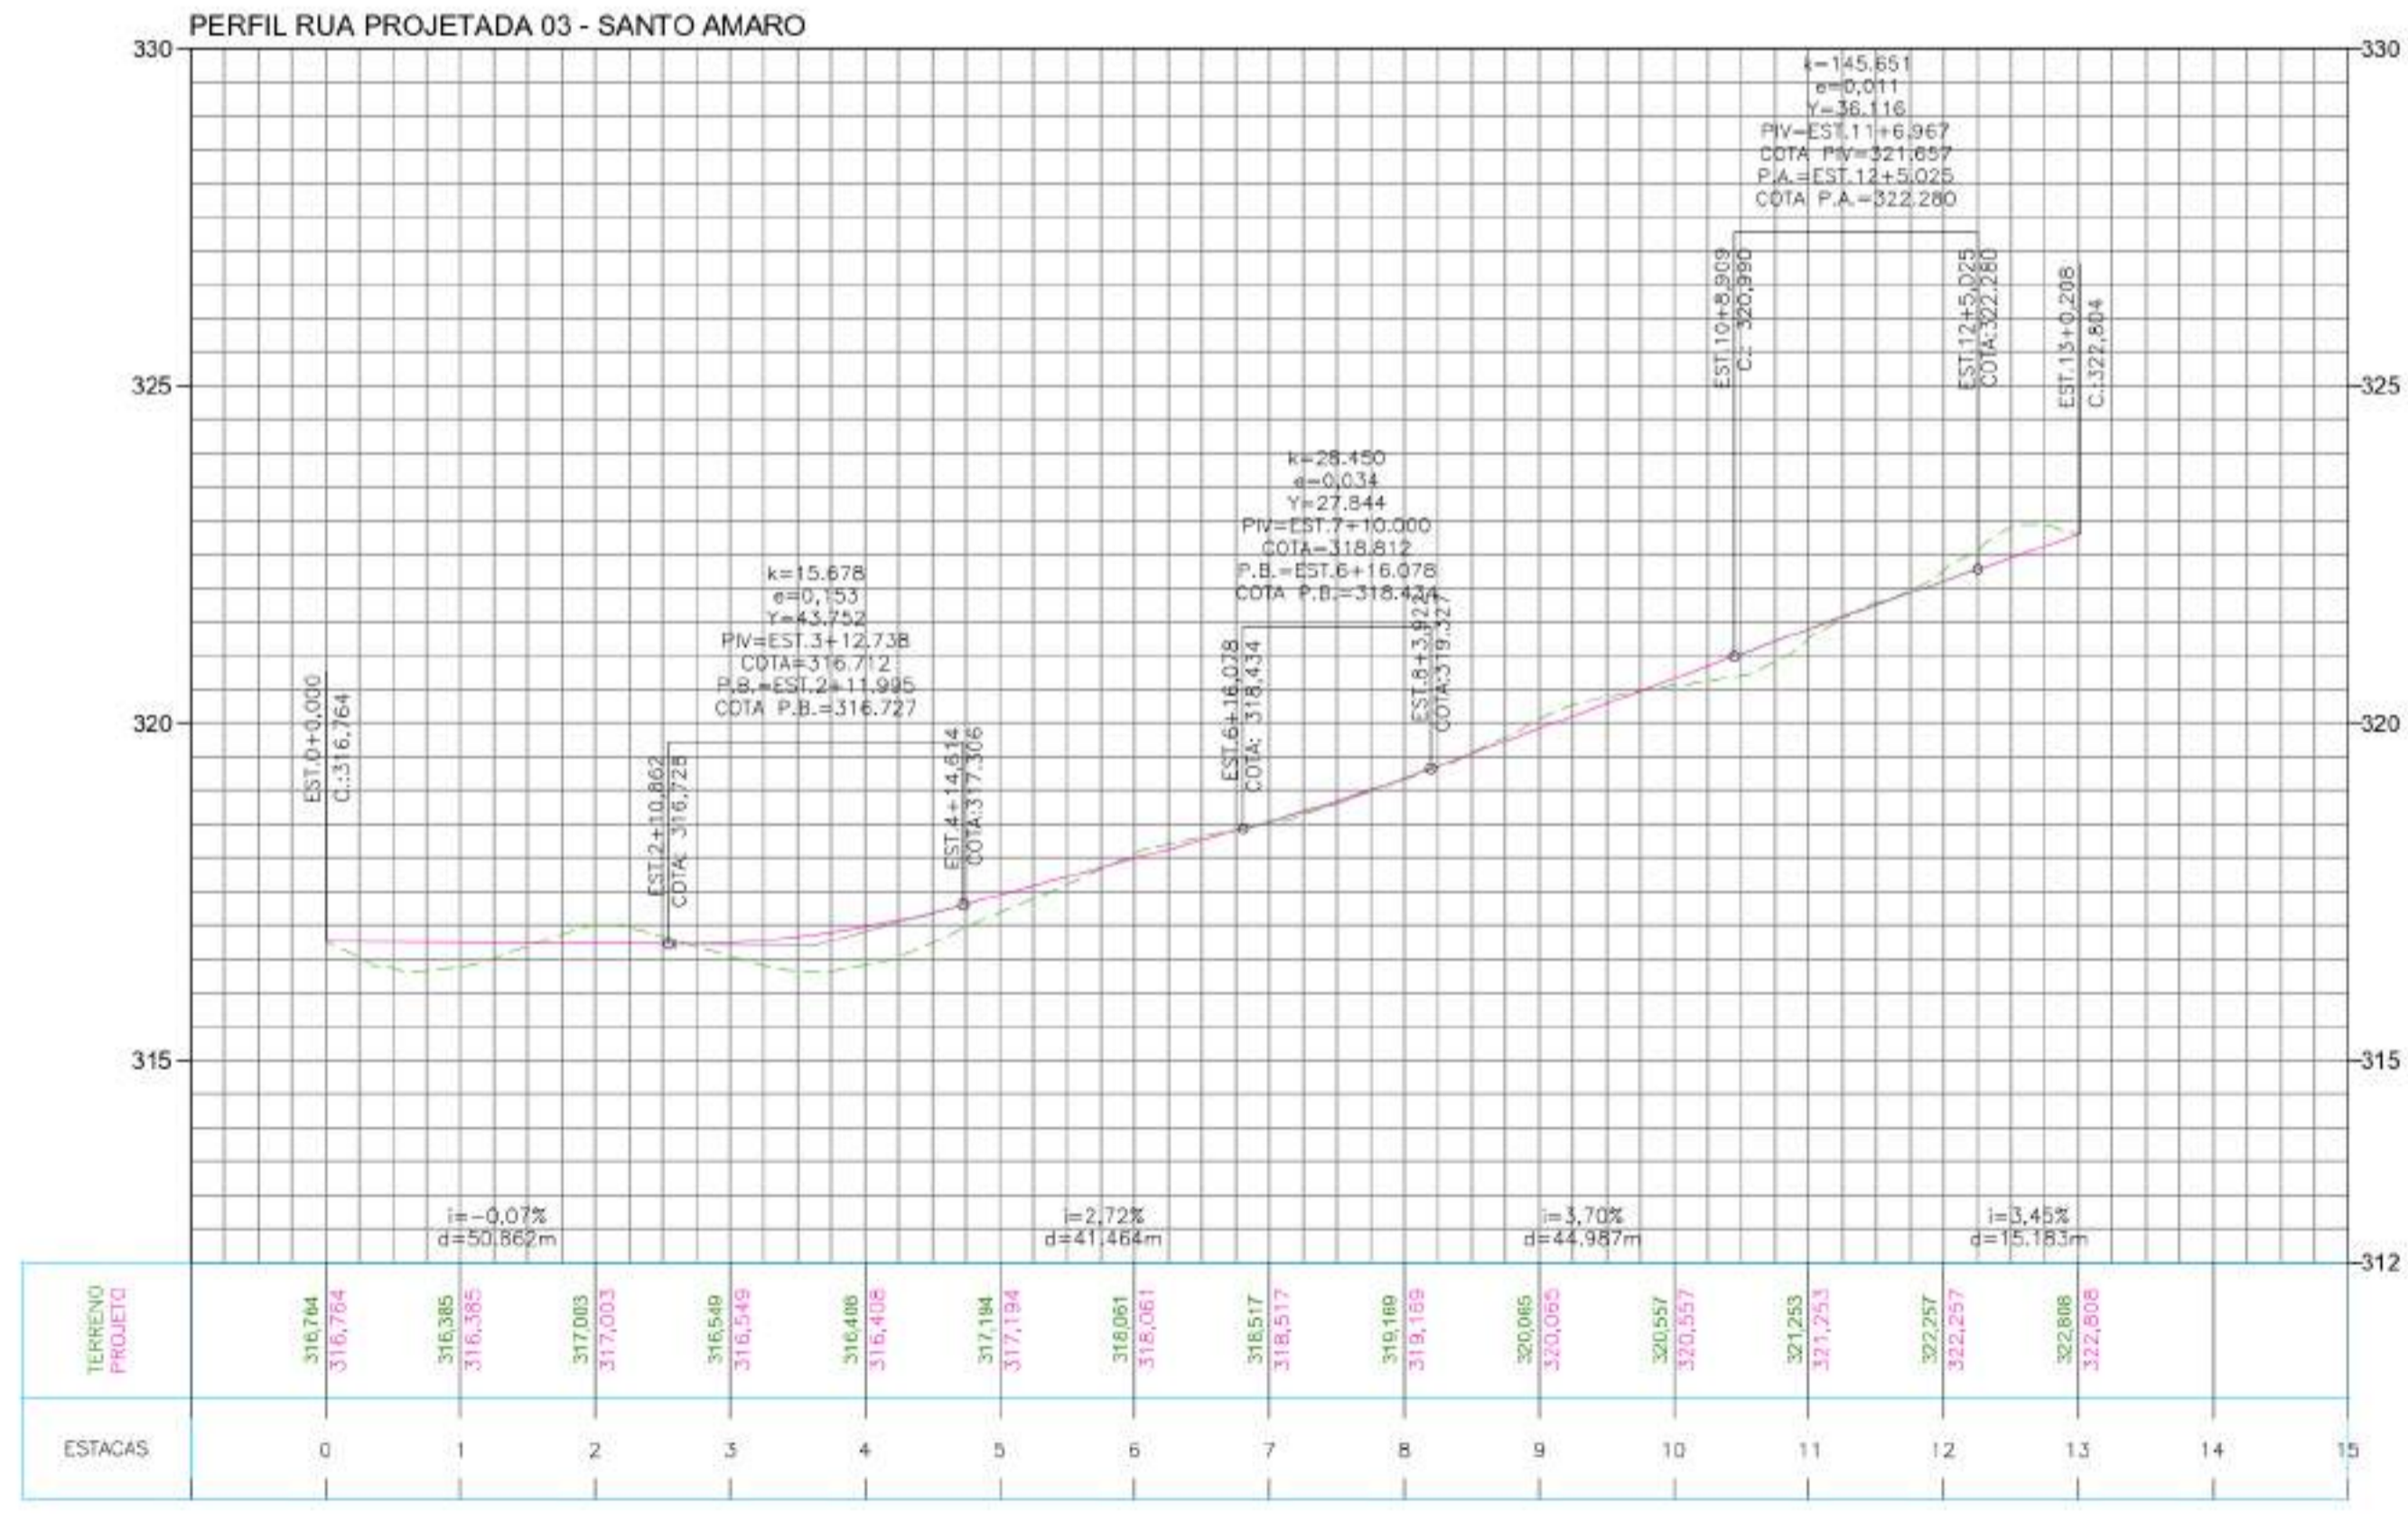 PERFIL RUA PROJETADA 03 - SANTO AMARO
330
330
k=145.651
e=0,011
Y=36.116
PIV=EST.11+6.967
COTA PIV=321.657
P.A.=EST.12+5.025
COTA P.A.=322.280
EST.10+8,909
C.: 320,990
EST.12+5,025
COTA:322.280
EST.13+0,208
C.:322,804
325
325
k=28.450
e=0,034
Y=27.844
PIV=EST.7+10.000
COTA=318.812
P.B.=EST.6+16.078
COTA P.B.=318.434
EST.6+16,078
COTA: 318,434
EST.8+3,922
COTA:319.327
k=15.678
e=0,153
Y=43.752
PIV=EST.3+12.738
COTA=316.712
P.B.=EST.2+11.995
COTA P.B.=316.727
EST.0+0,000
C.:316,764
EST.2+10,862
COTA: 316,728
EST.4+14,614
COTA:317.306
320
320
315
315
i=-0,07%
d=50.862m
i=2,72%
d=41.464m
i=3,70%
d=44.987m
i=3,45%
d=15.183m
312
TERRENO
PROJETO
316,764
316,764
316,385
316,385
317,003
317,003
316,549
316,549
316,408
316,408
317,194
317,194
318,061
318,061
318,517
318,517
319,169
319,169
320,065
320,065
320,557
320,557
321,253
321,253
322,257
322,257
322,808
322,808
ESTACAS 0 1 2 3 4 5 6 7 8 9 10 11 12 13 14 15